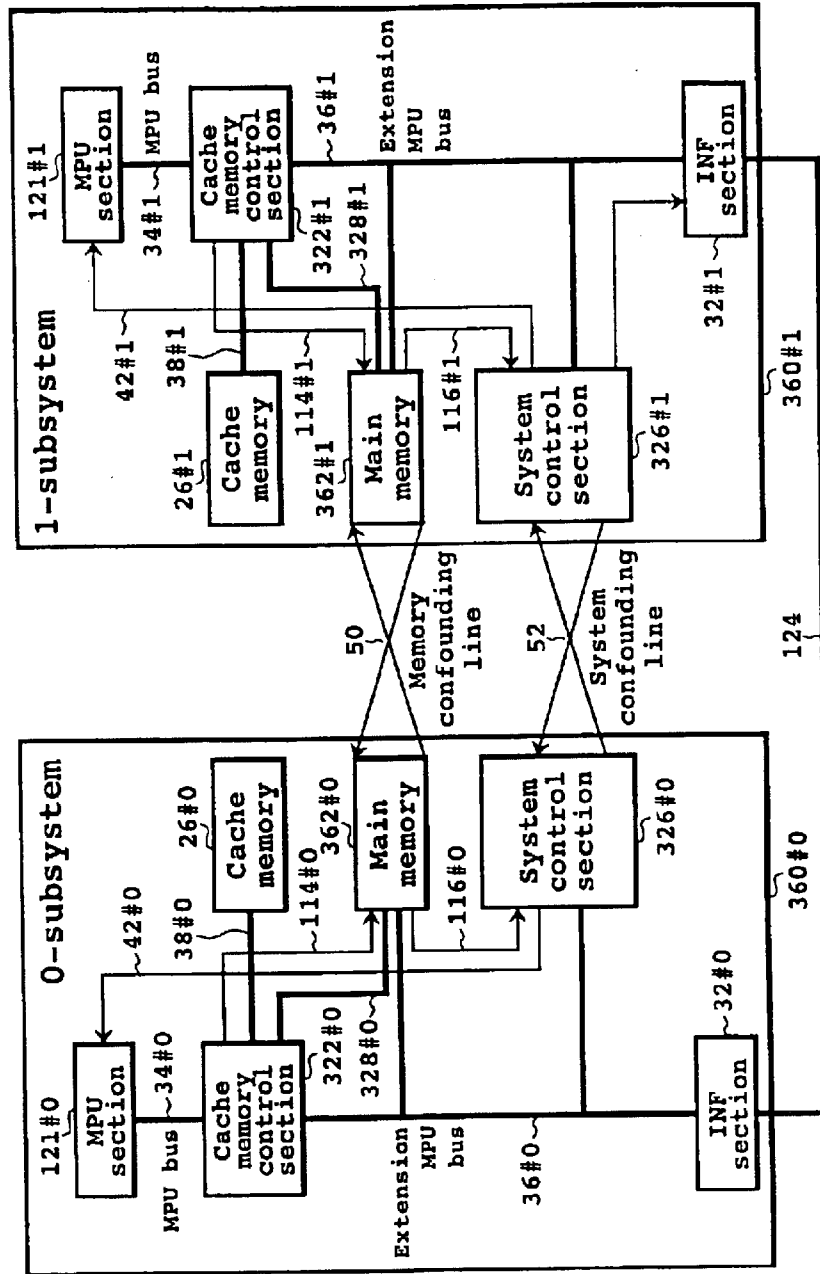 0-subsystem
121#0
MPU
section
34#0
MPU bus
42#0
Cache
memory
control
section
322#0
38#0
26#0
Cache
memory
114#0
328#0
362#0
Main
memory
116#0
Extension
MPU
bus
36#0
System
control
section
326#0
INF
section
32#0
360#0
50
Memory
confounding
line
52
System
confounding
line
124
1-subsystem
121#1
MPU
section
34#1
MPU bus
42#1
Cache
memory
control
section
322#1
38#1
26#1
Cache
memory
114#1
328#1
362#1
Main
memory
116#1
36#1
Extension
MPU
bus
System
control
section
326#1
INF
section
32#1
360#1